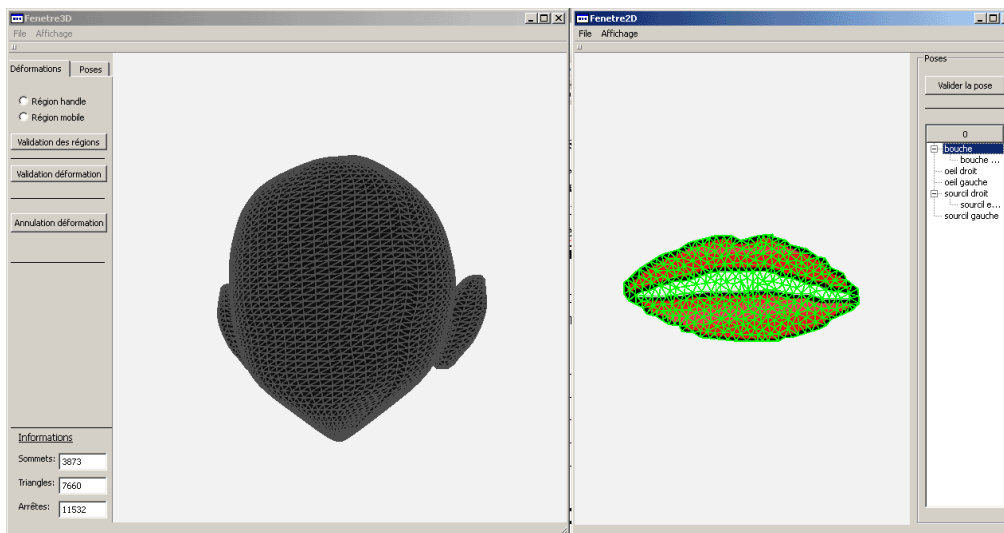 Fenetre3D
File Affichage
Déformations Poses
Région handle
Région mobile
Validation des régions
Validation déformation
Annulation déformation
Informations
Sommets: 3873
Triangles: 7660
Arrêtes: 11532
Fenetre2D
File Affichage
Poses
Valider la pose
0
bouche
bouche ...
oeil droit
oeil gauche
sourcil droit
sourcil e...
sourcil gauche